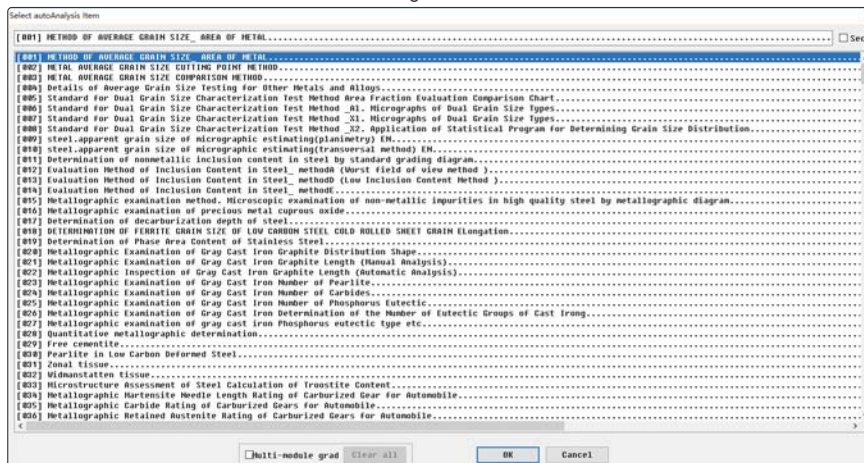 Select autoAnalysis Item
[001] METHOD OF AVERAGE GRAIN SIZE_ AREA OF METAL
Sec
[001] METHOD OF AVERAGE GRAIN SIZE_ AREA OF METAL
[002] METAL AVERAGE GRAIN SIZE CUTTING POINT METHOD
[003] METAL AVERAGE GRAIN SIZE COMPARISON METHOD
[004] Details of Average Grain Size Testing for Other Metals and Alloys
[005] Standard for Dual Grain Size Characterization Test Method Area Fraction Evaluation Comparison Chart
[006] Standard for Dual Grain Size Characterization Test Method _A1. Micrographs of Dual Grain Size Types
[007] Standard for Dual Grain Size Characterization Test Method _X1. Micrographs of Dual Grain Size Types
[008] Standard for Dual Grain Size Characterization Test Method _X2. Application of Statistical Program for Determining Grain Size Distribution
[009] steel.apparent grain size of micrographic estimating(planimetry) EN
[010] steel.apparent grain size of micrographic estimating(transversal method) EN
[011] Determination of nonmetallic inclusion content in steel by standard grading diagram
[012] Evaluation Method of Inclusion Content in Steel_ methodA (Worst field of view method )
[013] Evaluation Method of Inclusion Content in Steel_ methodD (Low Inclusion Content Method )
[014] Evaluation Method of Inclusion Content in Steel_ methodE
[015] Metallographic examination method. Microscopic examination of non-metallic impurities in high quality steel by metallographic diagram
[016] Metallographic examination of precious metal cuprous oxide
[017] Determination of decarburization depth of steel
[018] DETERMINATION OF FERRITE GRAIN SIZE OF LOW CARBON STEEL COLD ROLLED SHEET GRAIN ELongation
[019] Determination of Phase Area Content of Stainless Steel
[020] Metallographic Examination of Gray Cast Iron Graphite Distribution Shape
[021] Metallographic Examination of Gray Cast Iron Graphite Length (Manual Analysis)
[022] Metallographic Inspection of Gray Cast Iron Graphite Length (Automatic Analysis)
[023] Metallographic Examination of Gray Cast Iron Number of Pearlite
[024] Metallographic Examination of Gray Cast Iron Number of Carbides
[025] Metallographic Examination of Gray Cast Iron Number of Phosphorus Eutectic
[026] Metallographic Examination of Gray Cast Iron Determination of the Number of Eutectic Groups of Cast Irong
[027] Metallographic examination of gray cast iron Phosphorus eutectic type etc
[028] Quantitative metallographic determination
[029] Free cementite
[030] Pearlite in Low Carbon Deformed Steel
[031] Zonal tissue
[032] Widmanstatten tissue
[033] Microstructure Assessment of Steel Calculation of Troostite Content
[034] Metallographic Martensite Needle Length Rating of Carburized Gear for Automobile
[035] Metallographic Carbide Rating of Carburized Gears for Automobile
[036] Metallographic Retained Austenite Rating of Carburized Gears for Automobile
Multi-module grad Clear all OK Cancel